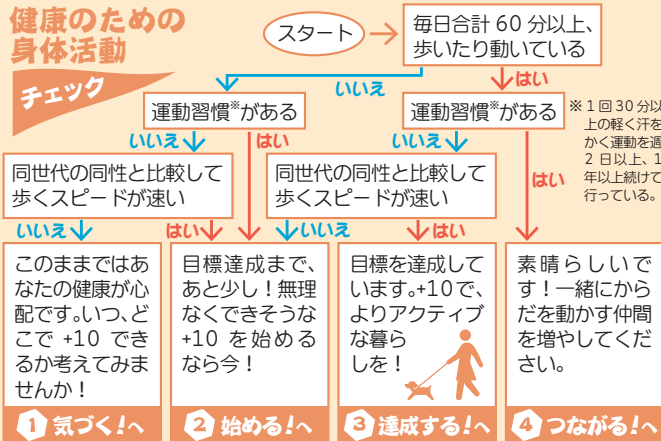 健康のための
身体活動
チェック
スタート
毎日合計 60 分以上、
歩いたり動いている
いいえ
はい
運動習慣※がある
運動習慣※がある
※1回30分以
上の軽く汗を
かく運動を週
2 日以上、1
年以上続けて
行っている。
いいえ
はい
いいえ
はい
同世代の同性と比較して
歩くスピードが速い
同世代の同性と比較して
歩くスピードが速い
いいえ
はい
いいえ
はい
このままではあ
なたの健康が心
配です。いつ、ど
こで +10 でき
るか考えてみま
せんか！
目標達成まで、
あと少し！無理
なくできそうな
+10 を始める
なら今！
目標を達成して
います。+10で、
よりアクティブ
な暮ら
しを！
素晴らしいで
す！一緒にから
だを動かす仲間
を増やしてくだ
さい。
1 気づく!へ
2 始める!へ
3 達成する!へ
4 つながる!へ